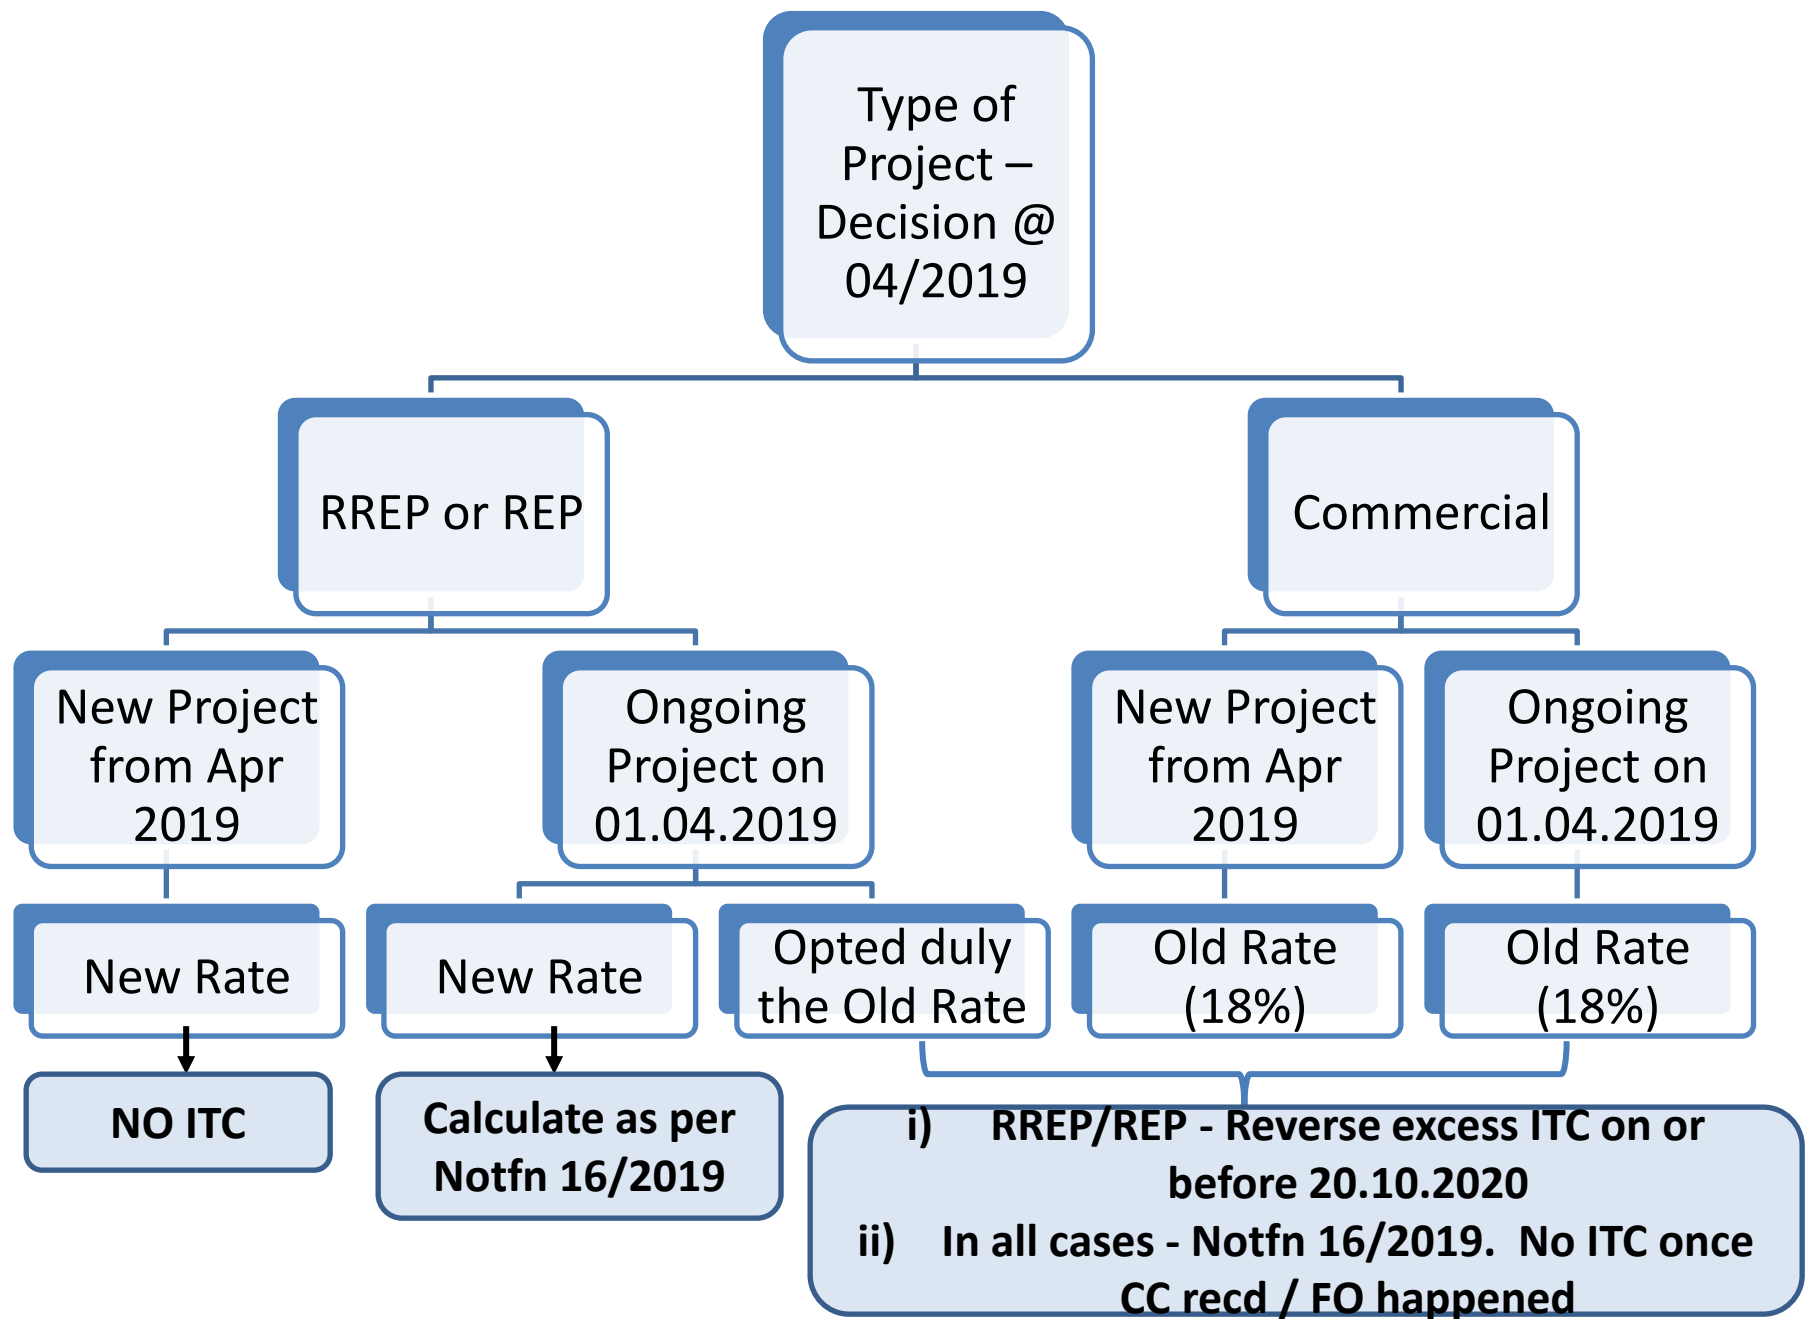 Type of
Project –
Decision @
04/2019
RREP or REP
Commercial
New Project
from Apr
2019
Ongoing
Project on
01.04.2019
New Project
from Apr
2019
Ongoing
Project on
01.04.2019
New Rate
New Rate
Opted duly
the Old Rate
Old Rate
(18%)
Old Rate
(18%)
NO ITC
Calculate as per
Notfn 16/2019
i) RREP/REP - Reverse excess ITC on or
before 20.10.2020
ii) In all cases - Notfn 16/2019. No ITC once
CC recd / FO happened